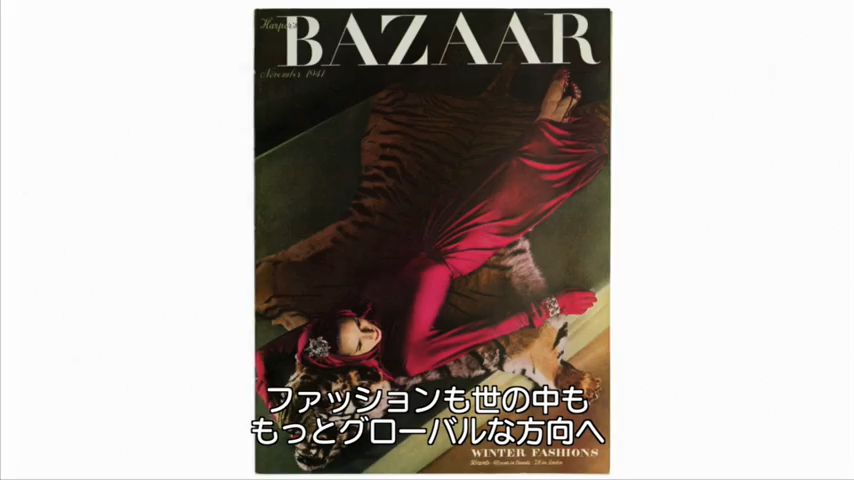 Harper's
BAZAAR
November 1941
ファッションも世の中も
もっとグローバルな方向へ
WINTER FASHIONS